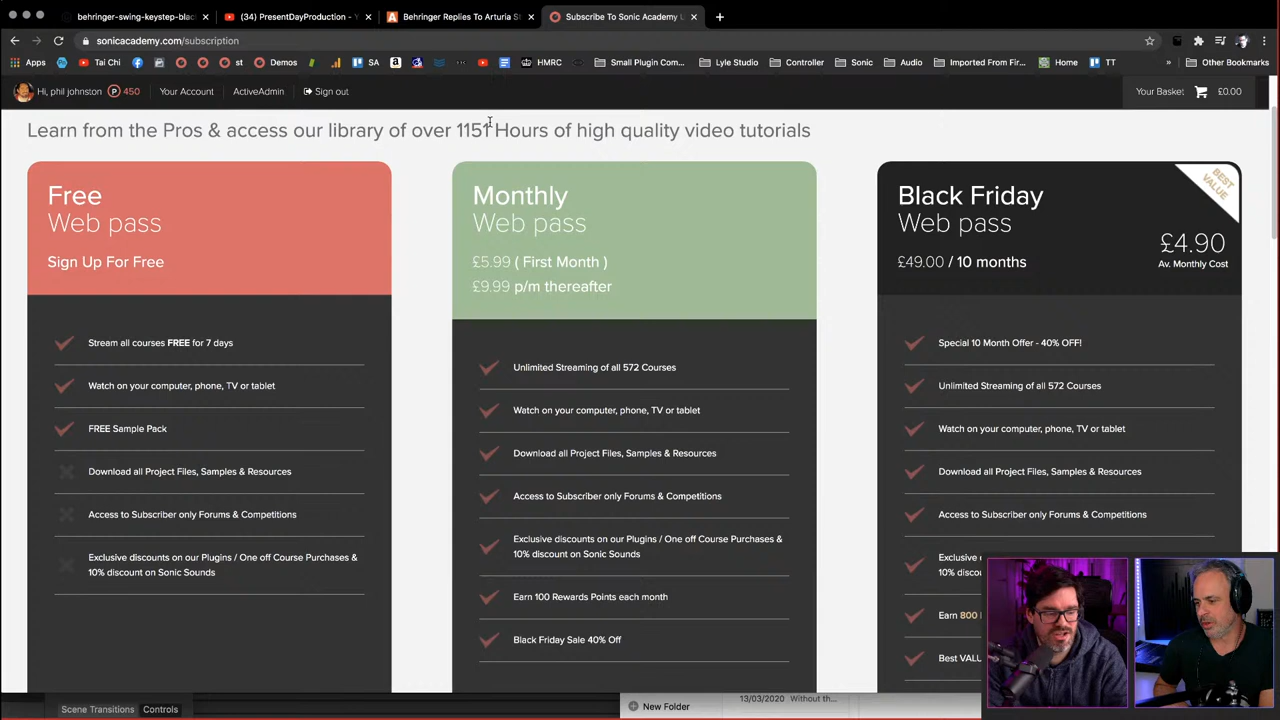 behringer-swing-keystep-blac
(34) PresentDayProduction - Y
Behringer Replies To Arturia St
Subscribe To Sonic Academy U
sonicacademy.com/subscription
Apps
Tai Chi
st
Demos
SA
HMRC
Small Plugin Com...
Lyle Studio
Controller
Sonic
Audio
Imported From Fir...
Home
TT
»
Other Bookmarks
Hi, phil johnston
P 450
Your Account
ActiveAdmin
Sign out
Your Basket
£0.00
Learn from the Pros & access our library of over 1151 Hours of high quality video tutorials
Free
Web pass
Sign Up For Free
Stream all courses FREE for 7 days
Watch on your computer, phone, TV or tablet
FREE Sample Pack
Download all Project Files, Samples & Resources
Access to Subscriber only Forums & Competitions
Exclusive discounts on our Plugins / One off Course Purchases &
10% discount on Sonic Sounds
Monthly
Web pass
£5.99 ( First Month )
£9.99 p/m thereafter
Unlimited Streaming of all 572 Courses
Watch on your computer, phone, TV or tablet
Download all Project Files, Samples & Resources
Access to Subscriber only Forums & Competitions
Exclusive discounts on our Plugins / One off Course Purchases &
10% discount on Sonic Sounds
Earn 100 Rewards Points each month
Black Friday Sale 40% Off
BEST
VALUE
Black Friday
Web pass
£49.00 / 10 months
£4.90
Av. Monthly Cost
Special 10 Month Offer - 40% OFF!
Unlimited Streaming of all 572 Courses
Watch on your computer, phone, TV or tablet
Download all Project Files, Samples & Resources
Access to Subscriber only Forums & Competitions
Exclusive
10% disco
Earn 800
Best VALU
Scene Transitions
Controls
New Folder
13/03/2020
Without th...